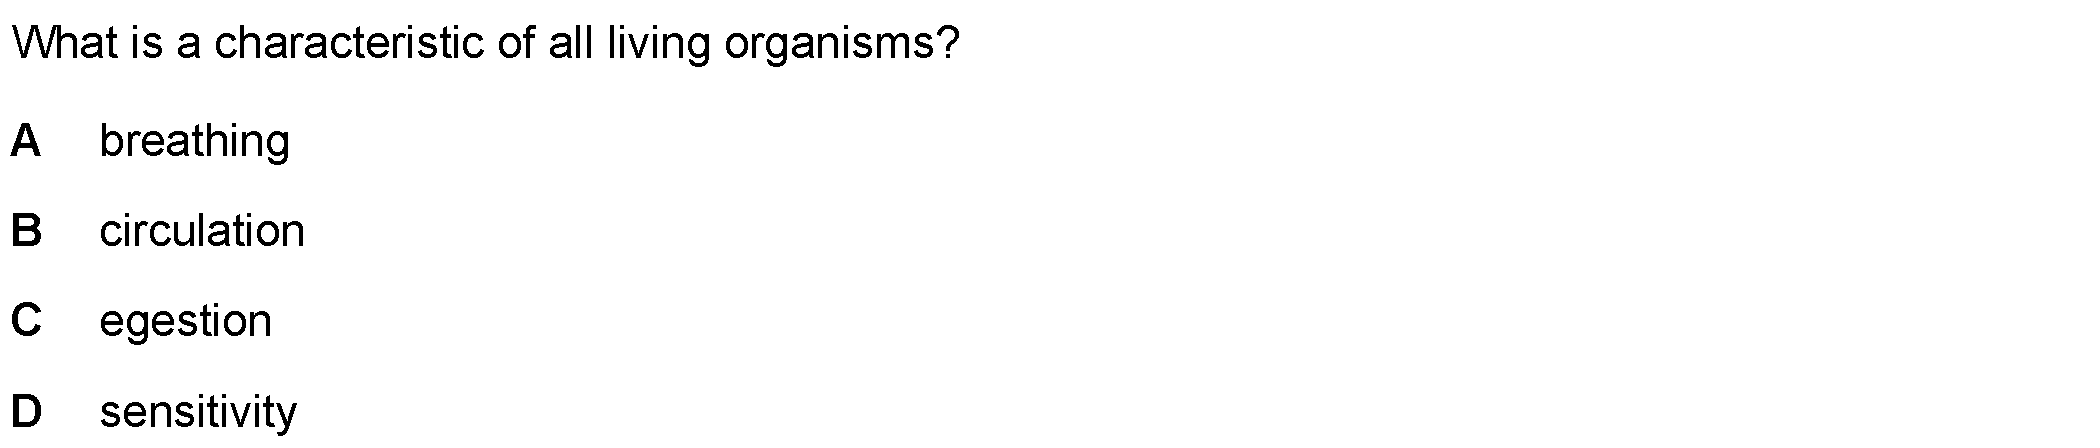 What is a characteristic of all living organisms?
A breathing
B circulation
C egestion
D sensitivity